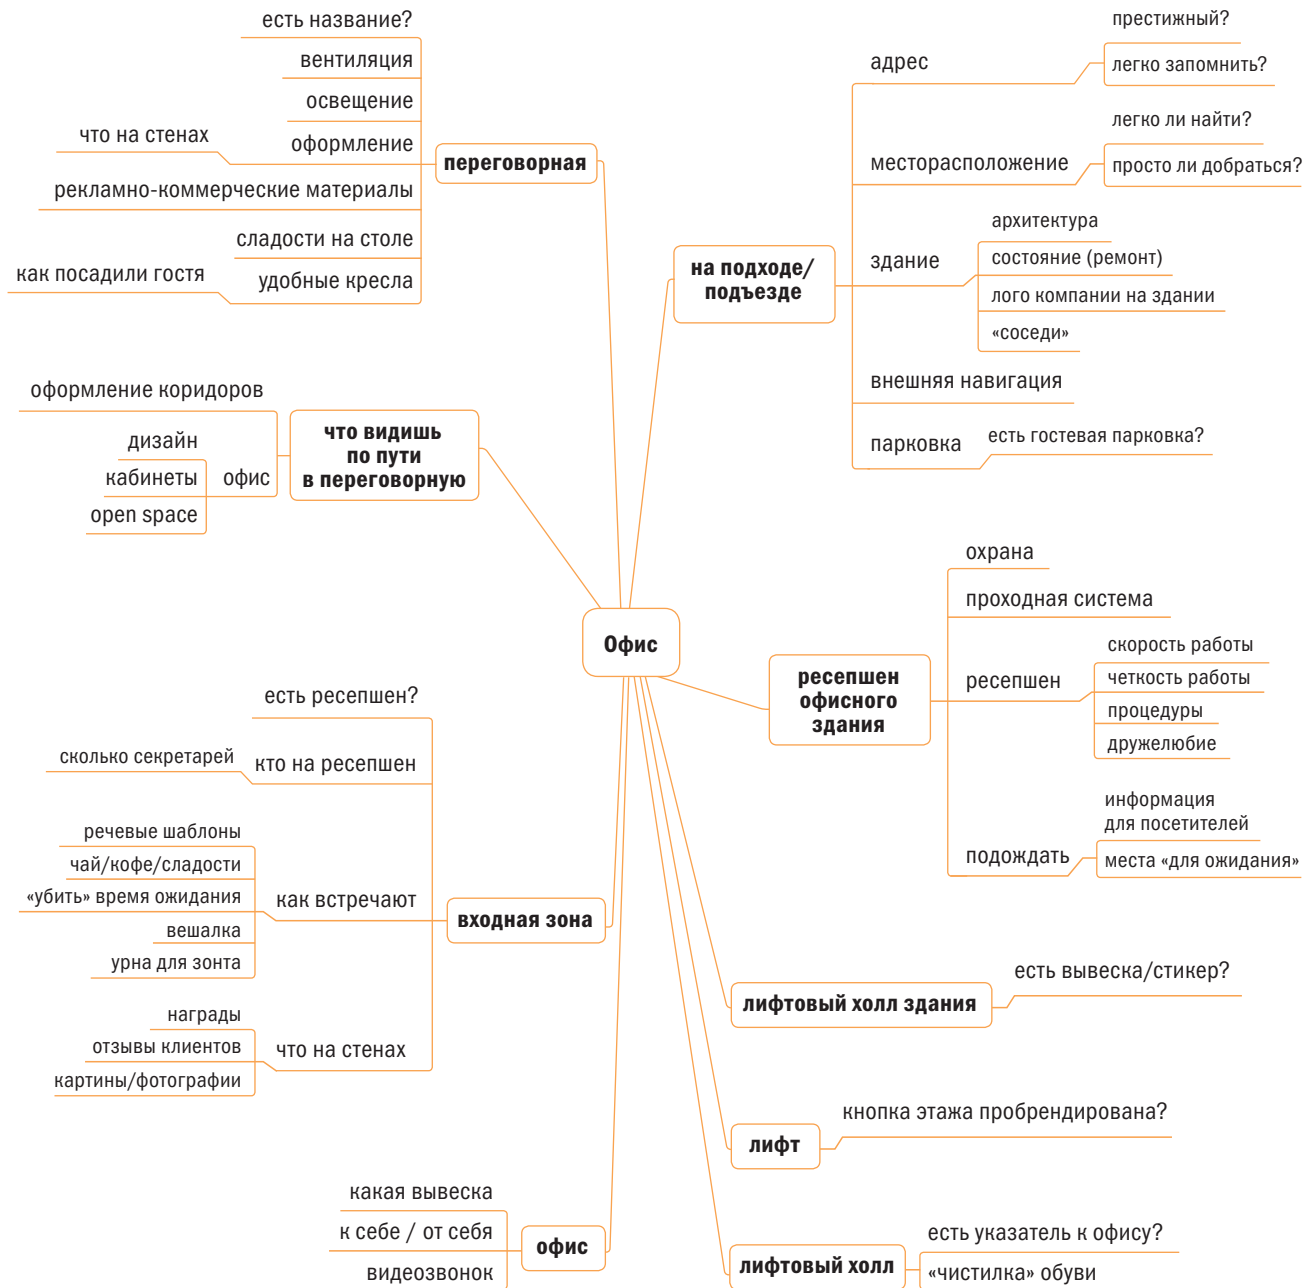 Офис
на подходе/
подъезде
адрес
престижный?
легко запомнить?
месторасположение
легко ли найти?
просто ли добраться?
здание
архитектура
состояние (ремонт)
лого компании на здании
«соседи»
внешняя навигация
парковка
есть гостевая парковка?
ресепшен
офисного
здания
охрана
проходная система
ресепшен
скорость работы
четкость работы
процедуры
дружелюбие
подождать
информация
для посетителей
места «для ожидания»
лифтовый холл здания
есть вывеска/стикер?
лифт
кнопка этажа пробрендирована?
лифтовый холл
есть указатель к офису?
«чистилка» обуви
офис
какая вывеска
к себе / от себя
видеозвонок
входная зона
есть ресепшен?
кто на ресепшен
сколько секретарей
как встречают
речевые шаблоны
чай/кофе/сладости
«убить» время ожидания
вешалка
урна для зонта
что на стенах
награды
отзывы клиентов
картины/фотографии
что видишь
по пути
в переговорную
оформление коридоров
офис
дизайн
кабинеты
open space
переговорная
есть название?
вентиляция
освещение
оформление
что на стенах
рекламно-коммерческие материалы
сладости на столе
удобные кресла
как посадили гостя